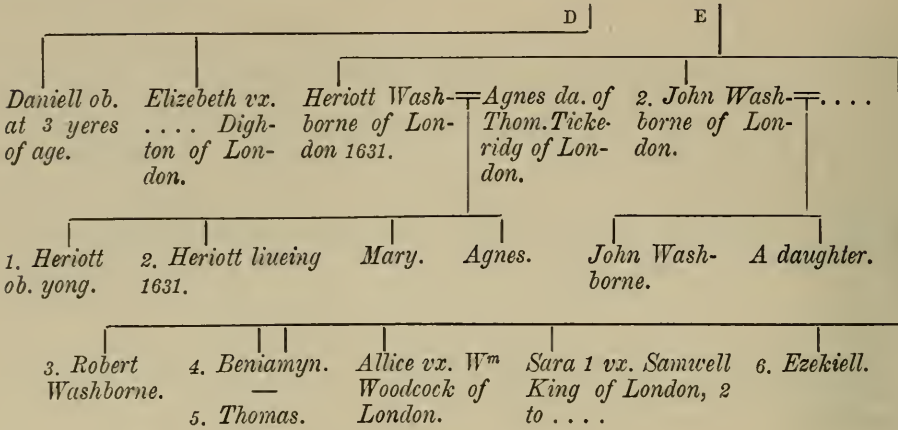 D
E
Daniell ob.
at 3 yeres
of age.
Elizebeth vx.
.... Digh-
ton of Lon-
don.
Heriott Wash-
borne of Lon-
don 1631.
Agnes da. of
Thom. Ticke-
ridg of Lon-
don.
2. John Wash-
borne of Lon-
don.
....
1. Heriott
ob. yong.
2. Heriott liueing
1631.
Mary.
Agnes.
John Wash-
borne.
A daughter.
3. Robert
Washborne.
4. Beniamyn.
—
5. Thomas.
Allice vx. Wm
Woodcock of
London.
Sara 1 vx. Samwell
King of London, 2
to ....
6. Ezekiell.